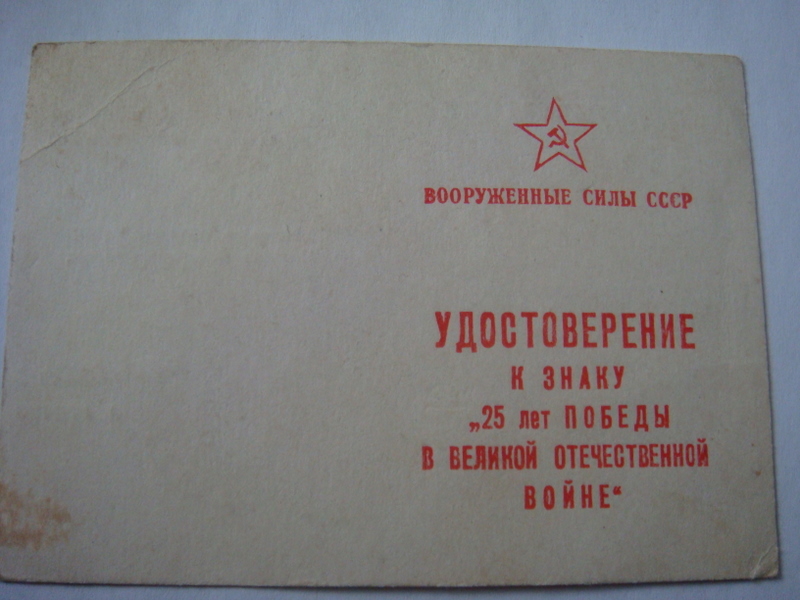 ВООРУЖЕННЫЕ СИЛЫ СССР
УДОСТОВЕРЕНИЕ
К ЗНАКУ
„25 лет ПОБЕДЫ
В ВЕЛИКОЙ ОТЕЧЕСТВЕННОЙ
ВОЙНЕ“